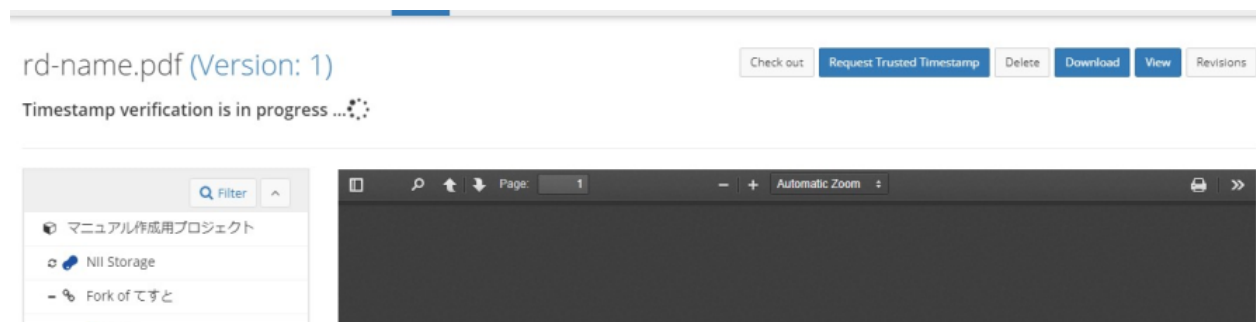 rd-name.pdf (Version: 1)
Check out Request Trusted Timestamp Delete Download View Revisions
Timestamp verification is in progress ...
Filter
Page: 1 Automatic Zoom
マニュアル作成用プロジェクト
NII Storage
Fork of てすと